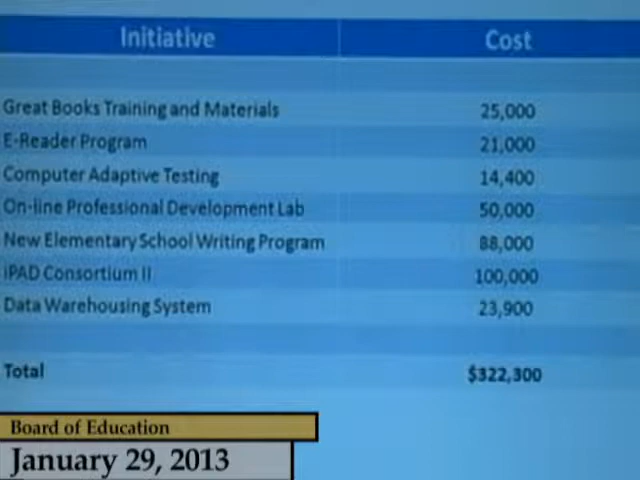 Initiative Cost
Great Books Training and Materials 25,000
E-Reader Program 21,000
Computer Adaptive Testing 14,400
On-line Professional Development Lab 50,000
New Elementary School Writing Program 88,000
iPAD Consortium II 100,000
Data Warehousing System 23,900
Total $322,300
Board of Education
January 29, 2013